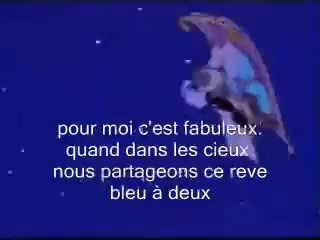 pour moi c'est fabuleux.
quand dans les cieux
nous partageons ce reve
bleu à deux